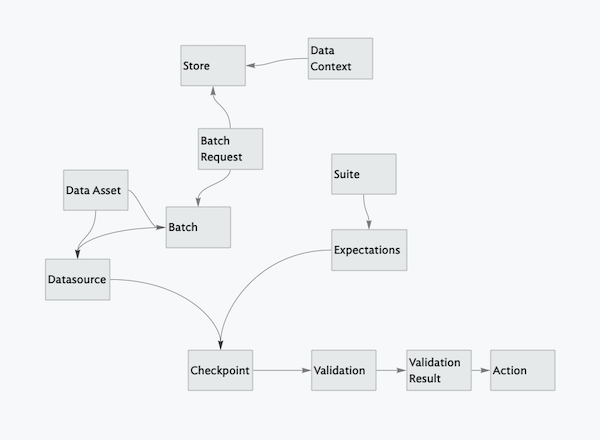 Data
Context
Store
Batch
Request
Suite
Data Asset
Batch
Expectations
Datasource
Checkpoint
Validation
Validation
Result
Action